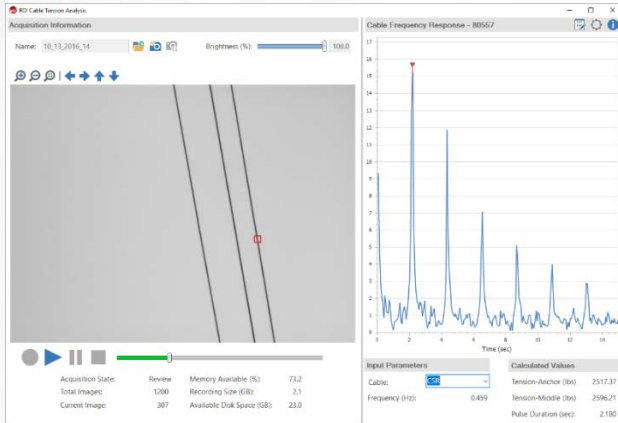 RDI Cable Tension Analysis
Acquisition Information
Name: 10_13_2016_14
Brightness (%): 100.0
Acquisition State: Review
Memory Available (%): 73.2
Total Images: 1200
Recording Size (GB): 2.1
Current Image: 307
Available Disk Space (GB): 23.0
Cable Frequency Response - 80557
17
16
15
14
13
12
11
10
9
8
7
6
5
4
3
2
1
0
0 2 4 6 8 10 12 14
Time (sec)
Input Parameters
Cable:
Frequency (Hz): 0.459
Calculated Values
Tension-Anchor (lbs) 2517.37
Tension-Middle (lbs) 2596.21
Pulse Duration (sec): 2.180